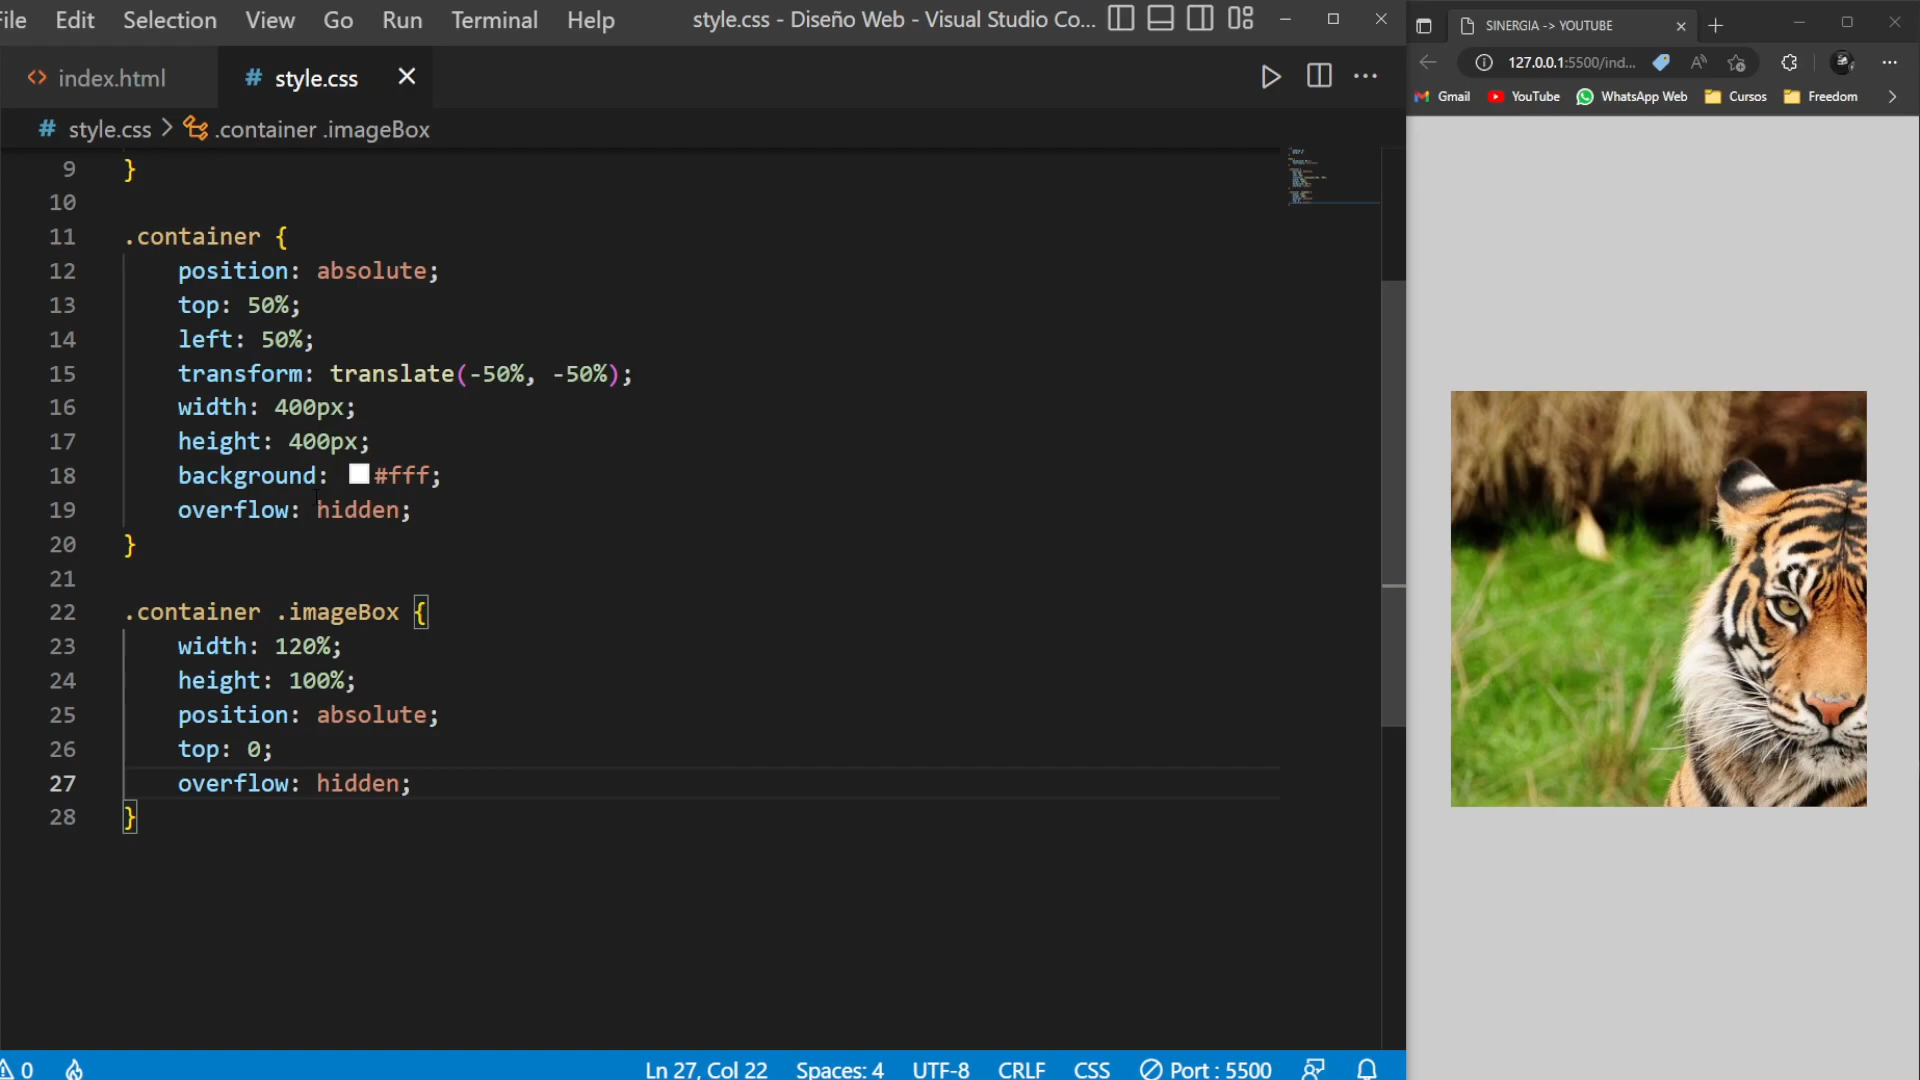 File Edit Selection View Go Run Terminal Help style.css - Diseño Web - Visual Studio Co...
index.html # style.css
# style.css > .container .imageBox
9 }
10
11 .container {
12 position: absolute;
13 top: 50%;
14 left: 50%;
15 transform: translate(-50%, -50%);
16 width: 400px;
17 height: 400px;
18 background: #fff;
19 overflow: hidden;
20 }
21
22 .container .imageBox {
23 width: 120%;
24 height: 100%;
25 position: absolute;
26 top: 0;
27 overflow: hidden;
28 }
0 Ln 27, Col 22 Spaces: 4 UTF-8 CRLF CSS Port : 5500
SINERGIA -> YOUTUBE
127.0.0.1:5500/ind...
Gmail YouTube WhatsApp Web Cursos Freedom